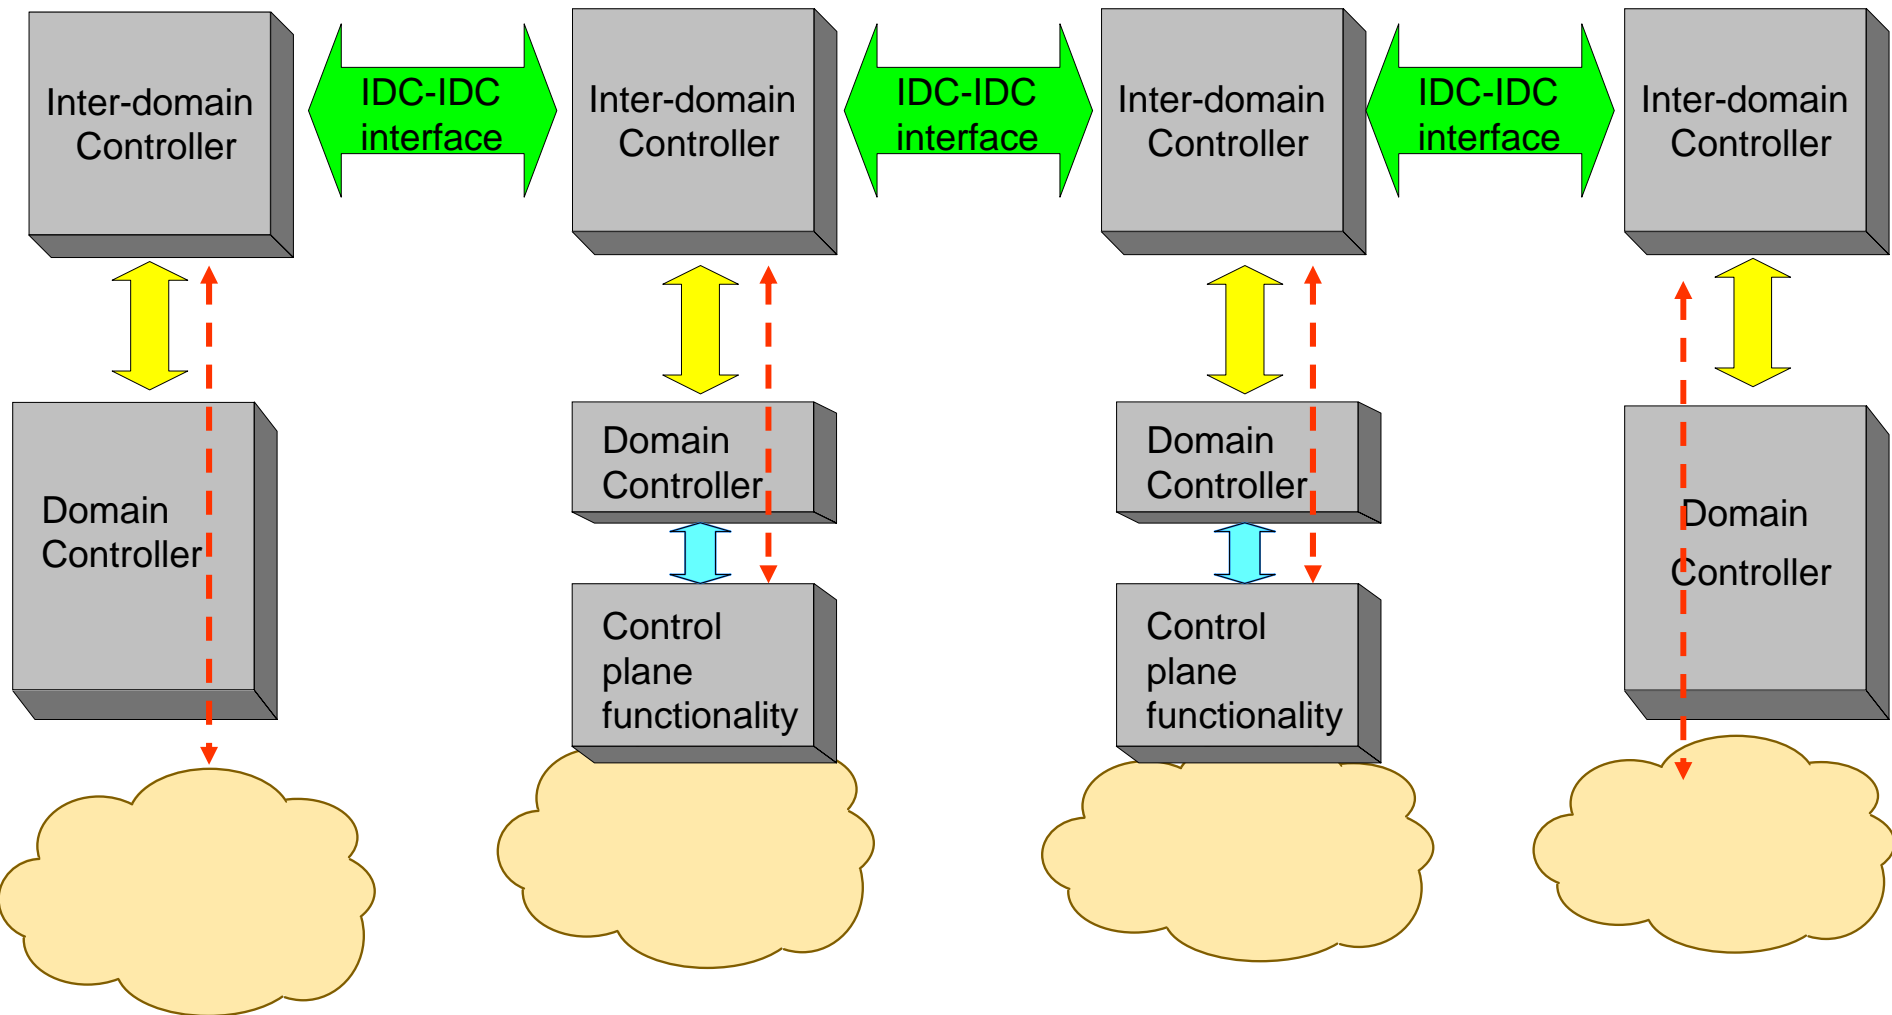 Inter-domain
Controller
IDC-IDC
interface
Inter-domain
Controller
IDC-IDC
interface
Inter-domain
Controller
IDC-IDC
interface
Inter-domain
Controller
Domain
Controller
Domain
Controller
Domain
Controller
Domain
Controller
Control
plane
functionality
Control
plane
functionality